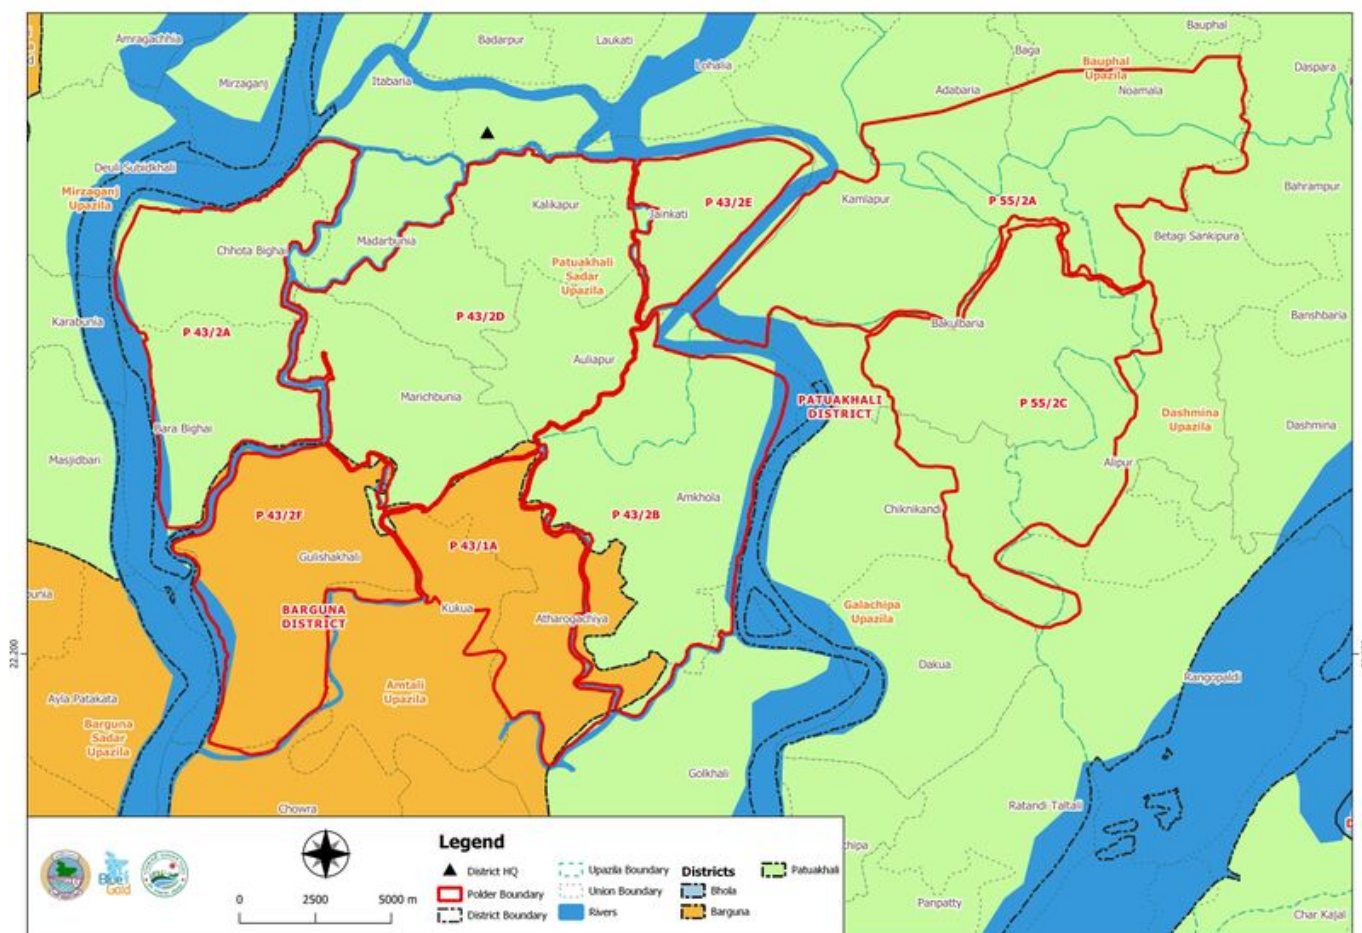 Amragachhia
Badarpur
Laukati
Bauphal
Baga
Bauphal
Upazila
Daspara
Lohalia
Itabaria
Mirzaganj
Adabaria
Noamala
Deuli Subidkhali
Mirzaganj
Upazila
Bahrampur
P 43/2E
Kamlapur
P 55/2A
Kalikapur
Jainkati
Madarbunia
Chhota Bighai
Betagi Sankipura
Patuakhali
Sadar
Upazila
Karabunia
P 43/2A
P 43/2D
Bakulbaria
Banshbaria
Auliapur
Marichbunia
PATUAKHALI
DISTRICT
P 55/2C
Dashmina
Upazila
Dashmina
Bara Bighai
Masjidbari
Alipur
Amkhola
Chiknikandi
P 43/2F
P 43/2B
P 43/1A
Gulishakhali
BARGUNA
DISTRICT
Kukua
Atharogachiya
Galachipa
Upazila
22.200
Dakua
Rangopaldi
Ayla Patakata
Amtali
Upazila
Barguna
Sadar
Upazila
Golkhali
Chowra
Ratandi Taltali
Panpatty
Char Kajal
Blue
Gold
0 2500 5000 m
Legend
District HQ
Polder Boundary
District Boundary
Upazila Boundary
Union Boundary
Rivers
Districts
Bhola
Barguna
Patuakhali